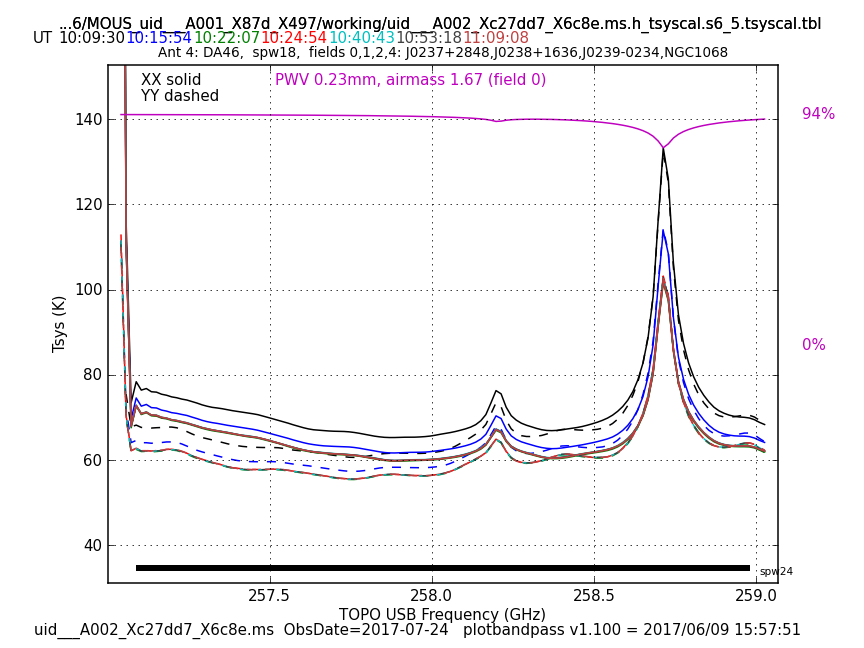 ...6/MOUS_uid___A001_X87d_X497/working/uid___A002_Xc27dd7_X6c8e.ms.h_tsyscal.s6_5.tsyscal.tbl
UT 10:09:30 10:15:54 10:22:07 10:24:54 10:40:43 10:53:18 11:09:08
Ant 4: DA46, spw18, fields 0,1,2,4: J0237+2848,J0238+1636,J0239-0234,NGC1068
XX solid PWV 0.23mm, airmass 1.67 (field 0)
YY dashed
94%
140
120
100
80
60
40
Tsys (K)
0%
spw24
257.5 258.0 258.5 259.0
TOPO USB Frequency (GHz)
uid___A002_Xc27dd7_X6c8e.ms ObsDate=2017-07-24 plotbandpass v1.100 = 2017/06/09 15:57:51